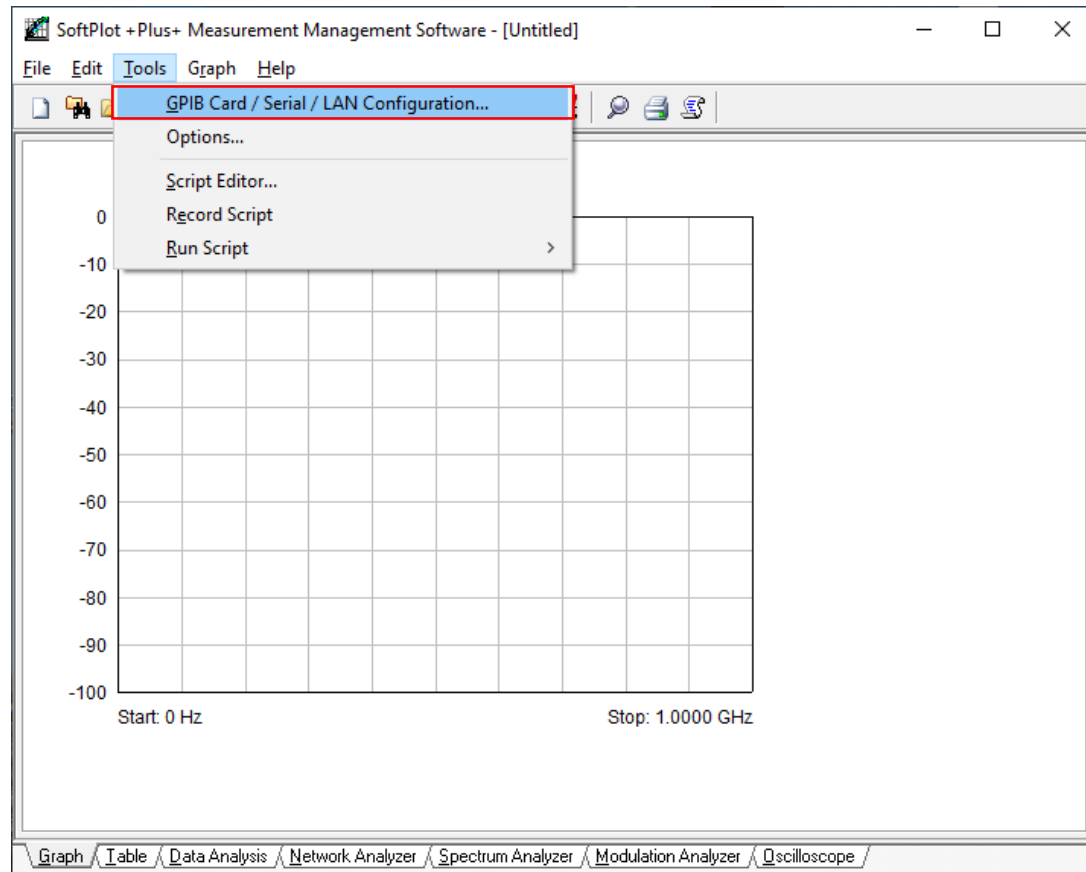 SoftPlot +Plus+ Measurement Management Software - [Untitled]
File Edit Tools Graph Help
GPIB Card / Serial / LAN Configuration...
Options...
Script Editor...
Record Script
Run Script
0
-10
-20
-30
-40
-50
-60
-70
-80
-90
-100
Start: 0 Hz Stop: 1.0000 GHz
Graph Table Data Analysis Network Analyzer Spectrum Analyzer Modulation Analyzer Oscilloscope